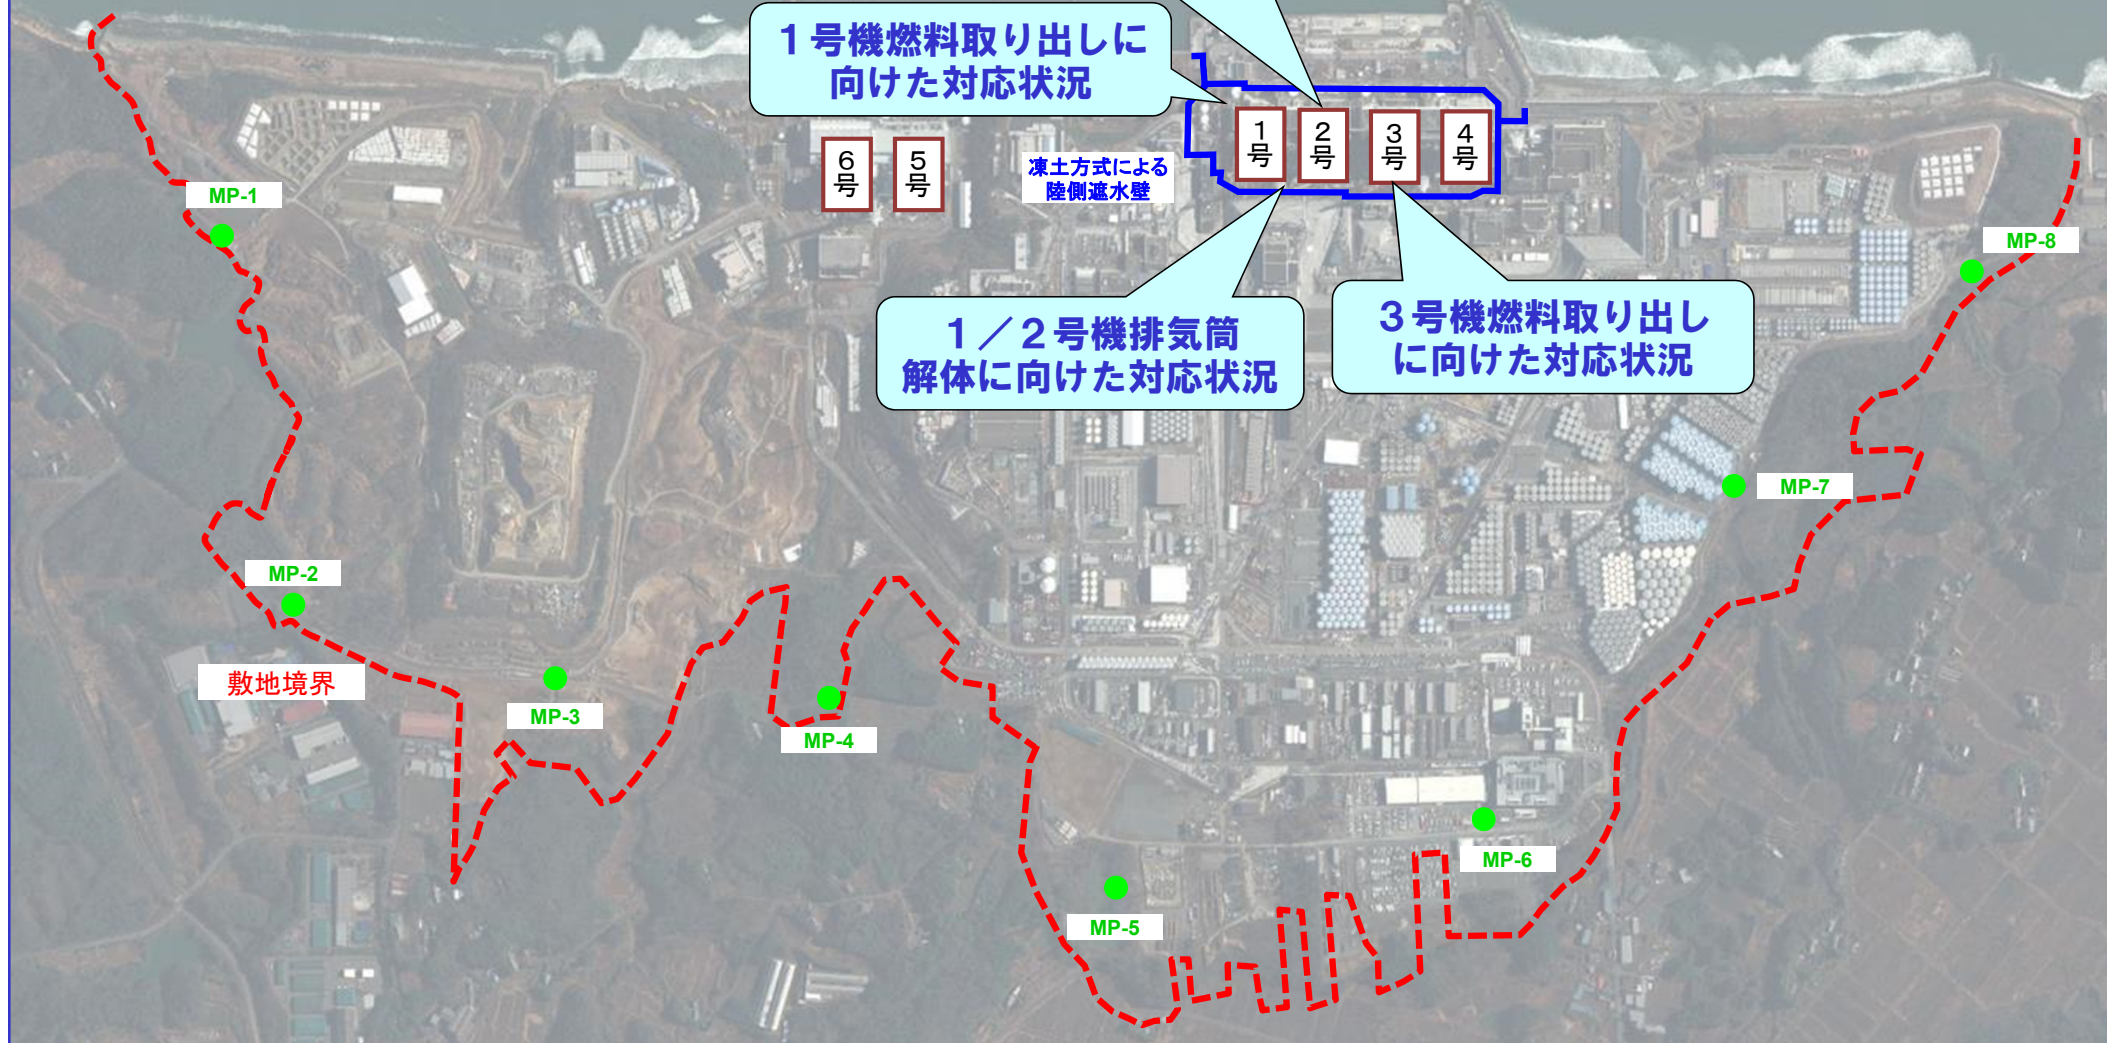 １号機燃料取り出しに
向けた対応状況
1
号
2
号
3
号
4
号
6
号
5
号
凍土方式による
陸側遮水壁
MP-1
MP-8
１／２号機排気筒
解体に向けた対応状況
３号機燃料取り出し
に向けた対応状況
MP-7
MP-2
敷地境界
MP-3
MP-4
MP-6
MP-5